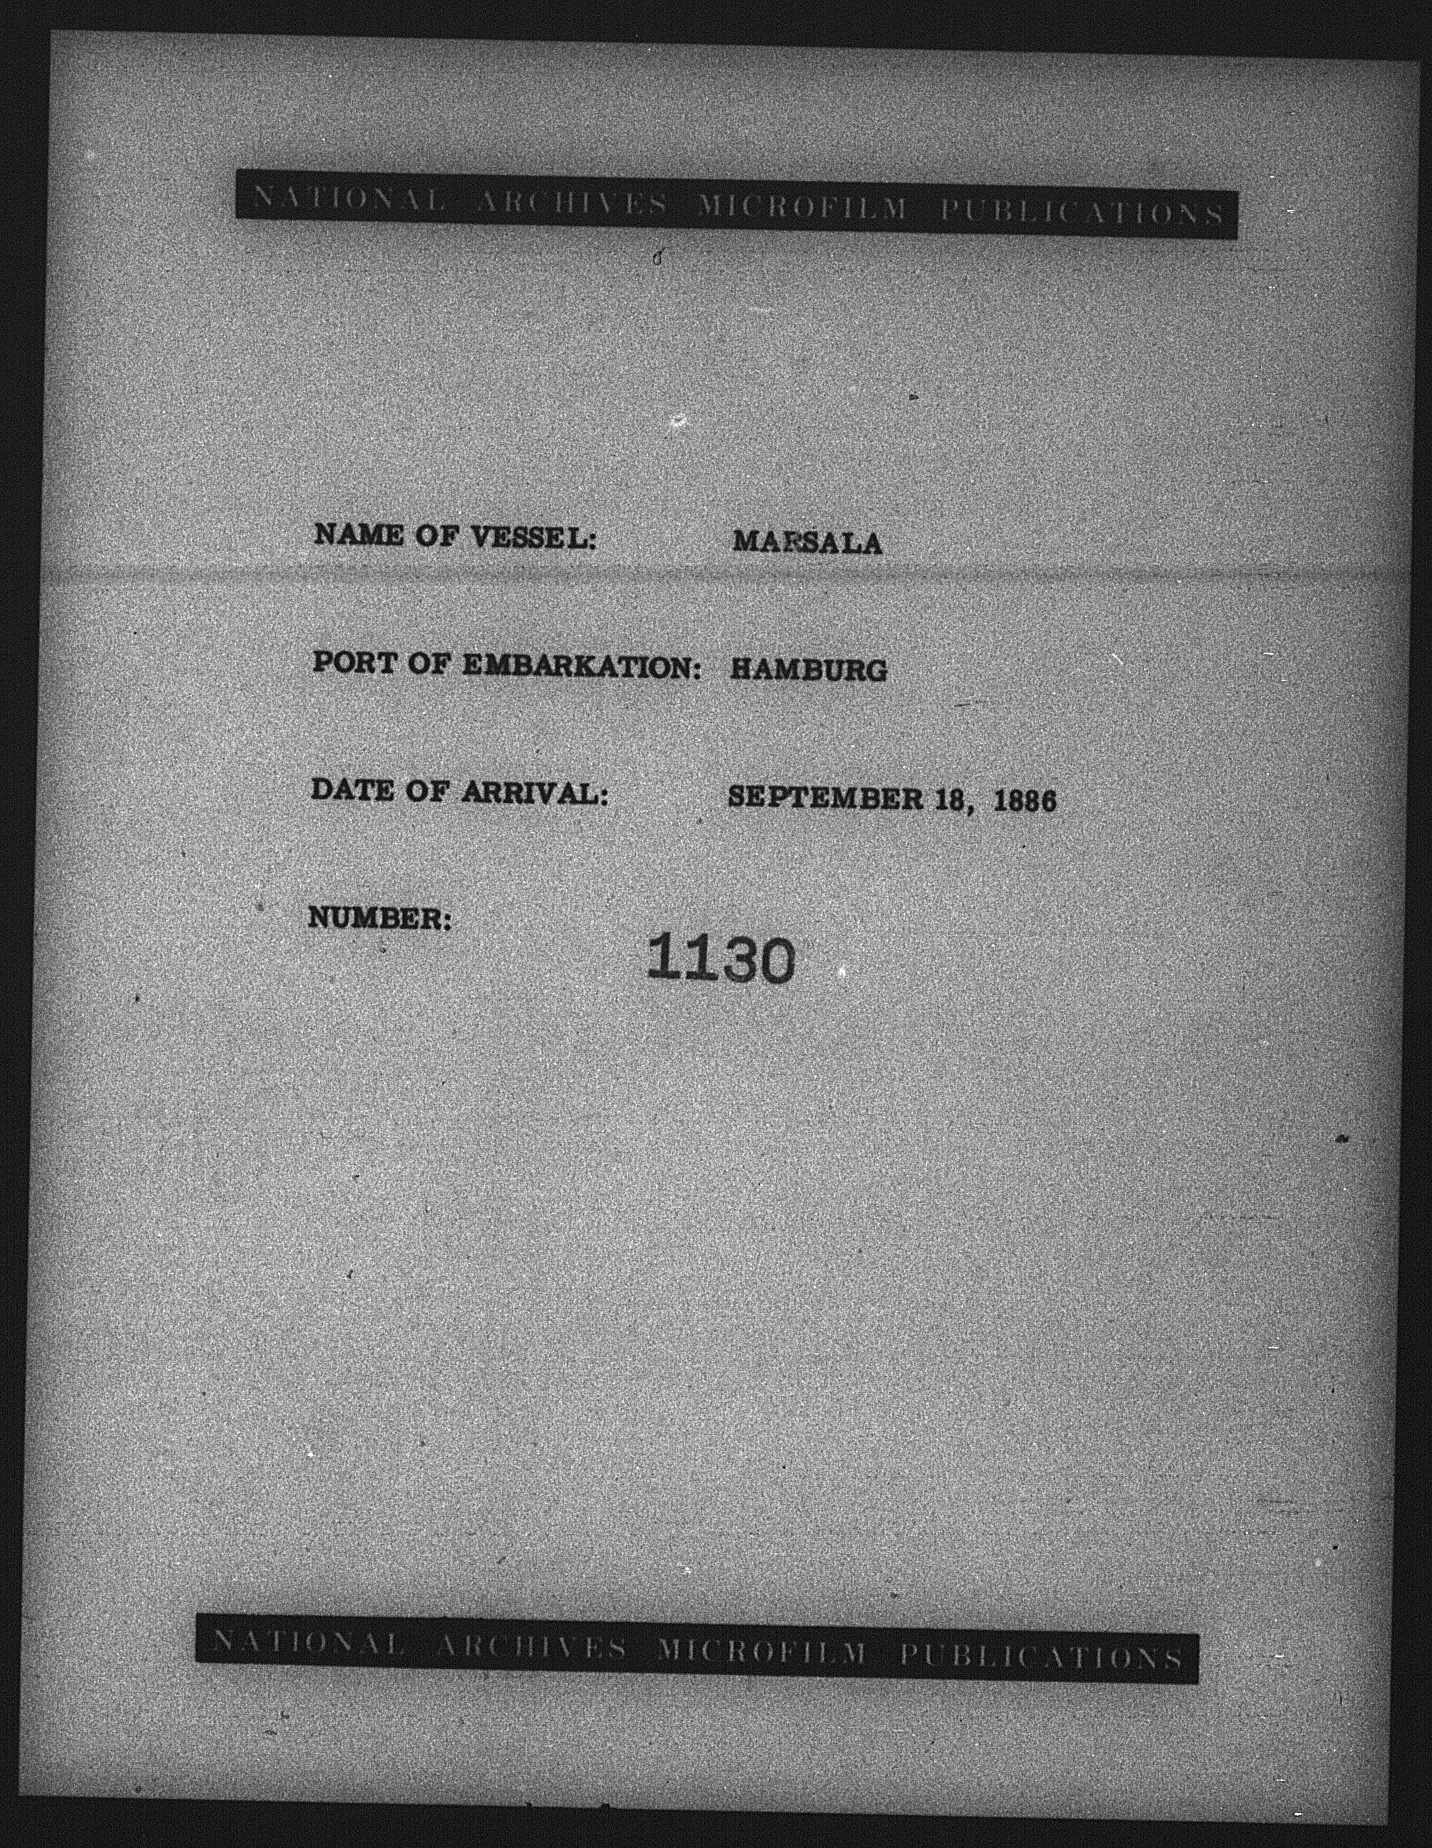 NATIONAL ARCHIVES MICROFILM PUBLICATIONS
NAME OF VESSEL: MARSALA
PORT OF EMBARKATION: HAMBURG
DATE OF ARRIVAL: SEPTEMBER 18, 1886
NUMBER: 1130
NATIONAL ARCHIVES MICROFILM PUBLICATIONS